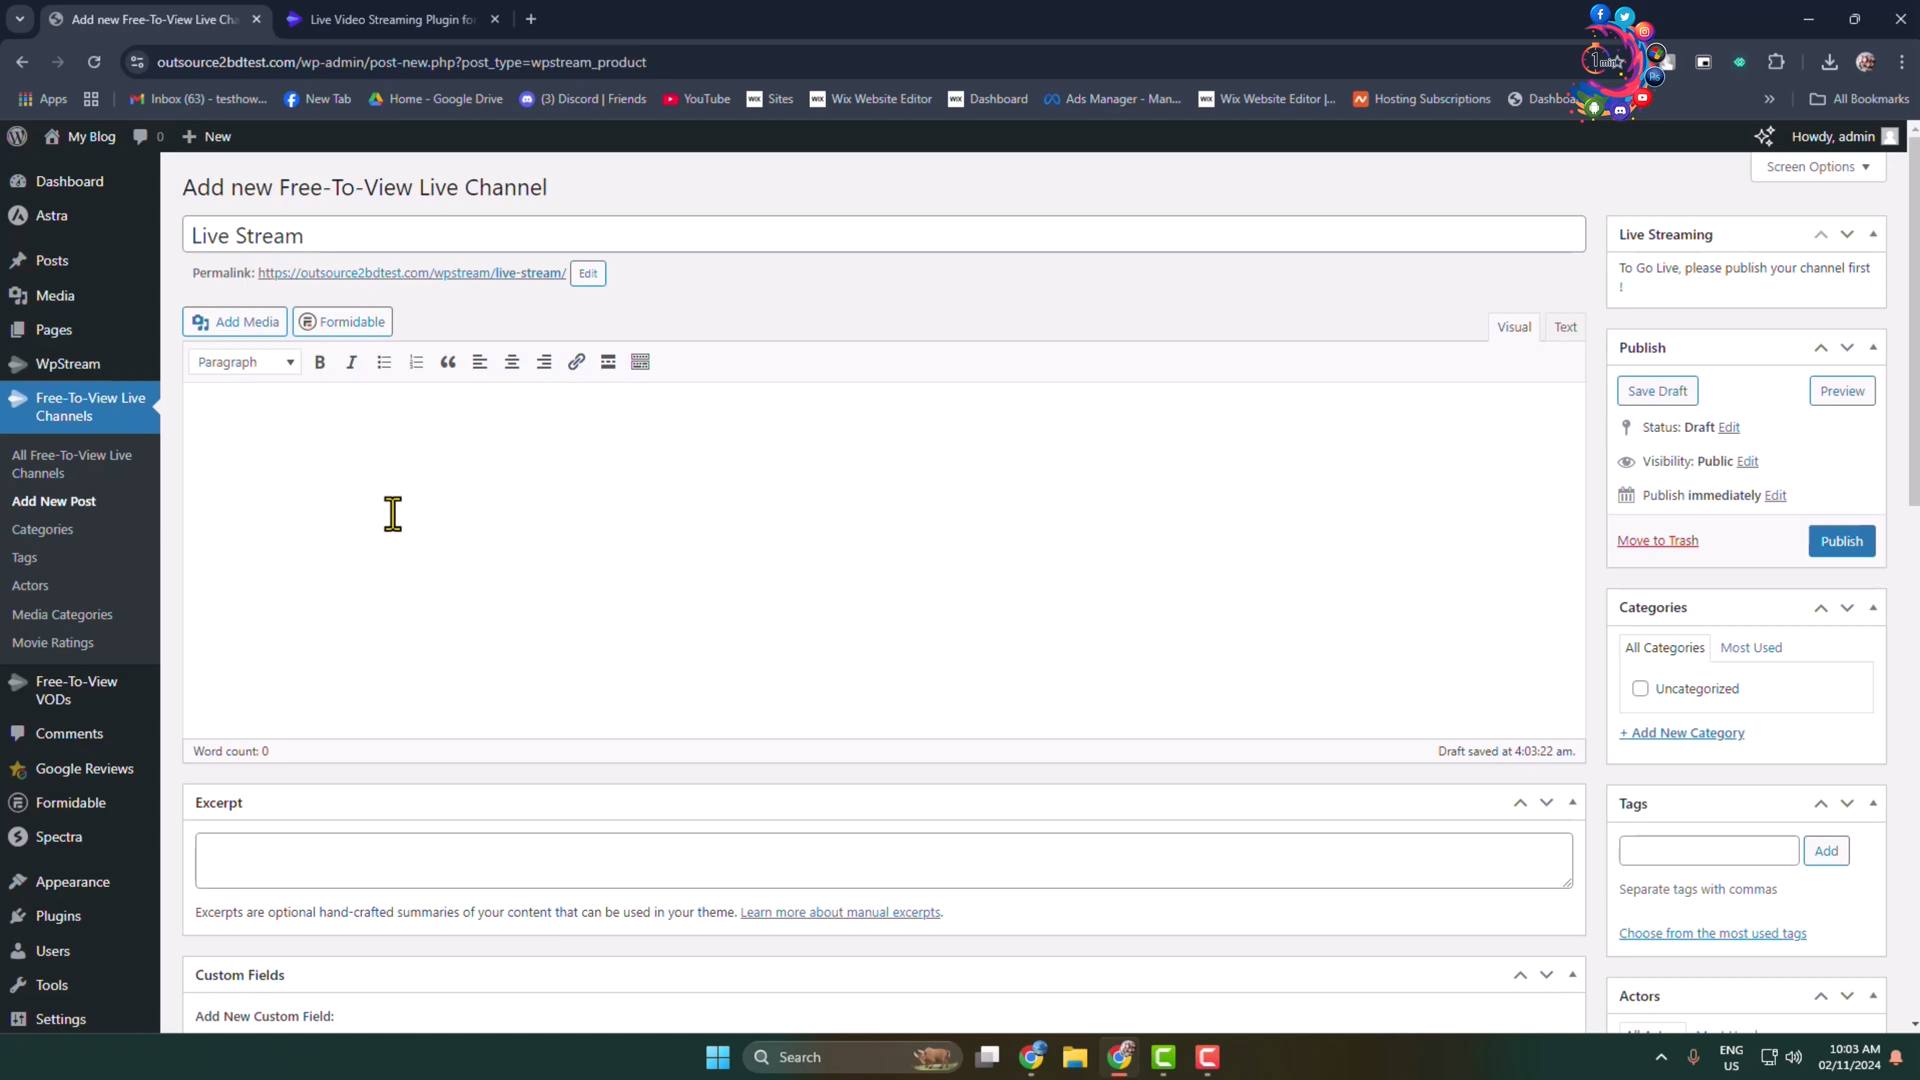 Add new Free-To-View Live Cha
Live Video Streaming Plugin fo
outsource2bdtest.com/wp-admin/post-new.php?post_type=wpstream_product
1 min
Apps
Inbox (63) - testhow...
New Tab
Home - Google Drive
(3) Discord | Friends
YouTube
WIX Sites
WIX Wix Website Editor
WIX Dashboard
Ads Manager - Man...
WIX Wix Website Editor |...
Hosting Subscriptions
Dashboa
All Bookmarks
My Blog
0
New
Howdy, admin
Dashboard
Astra
Posts
Media
Pages
WpStream
Free-To-View Live
Channels
All Free-To-View Live
Channels
Add New Post
Categories
Tags
Actors
Media Categories
Movie Ratings
Free-To-View
VODs
Comments
Google Reviews
Formidable
Spectra
Appearance
Plugins
Users
Tools
Settings
Screen Options
Add new Free-To-View Live Channel
Live Stream
Permalink: https://outsource2bdtest.com/wpstream/live-stream/ Edit
Add Media
Formidable
Visual
Text
Paragraph
B I
Word count: 0
Draft saved at 4:03:22 am.
Excerpt
Excerpts are optional hand-crafted summaries of your content that can be used in your theme. Learn more about manual excerpts.
Custom Fields
Add New Custom Field:
Live Streaming
To Go Live, please publish your channel first
!
Publish
Save Draft
Preview
Status: Draft Edit
Visibility: Public Edit
Publish immediately Edit
Move to Trash
Publish
Categories
All Categories
Most Used
Uncategorized
+ Add New Category
Tags
Add
Separate tags with commas
Choose from the most used tags
Actors
Search
ENG
US
10:03 AM
02/11/2024